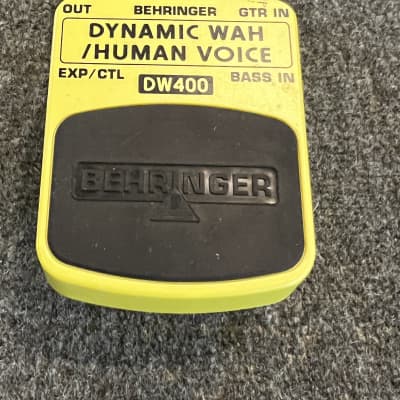 OUT BEHRINGER GTR IN
DYNAMIC WAH
/HUMAN VOICE
EXP/CTL DW400 BASS IN
BEHRINGER